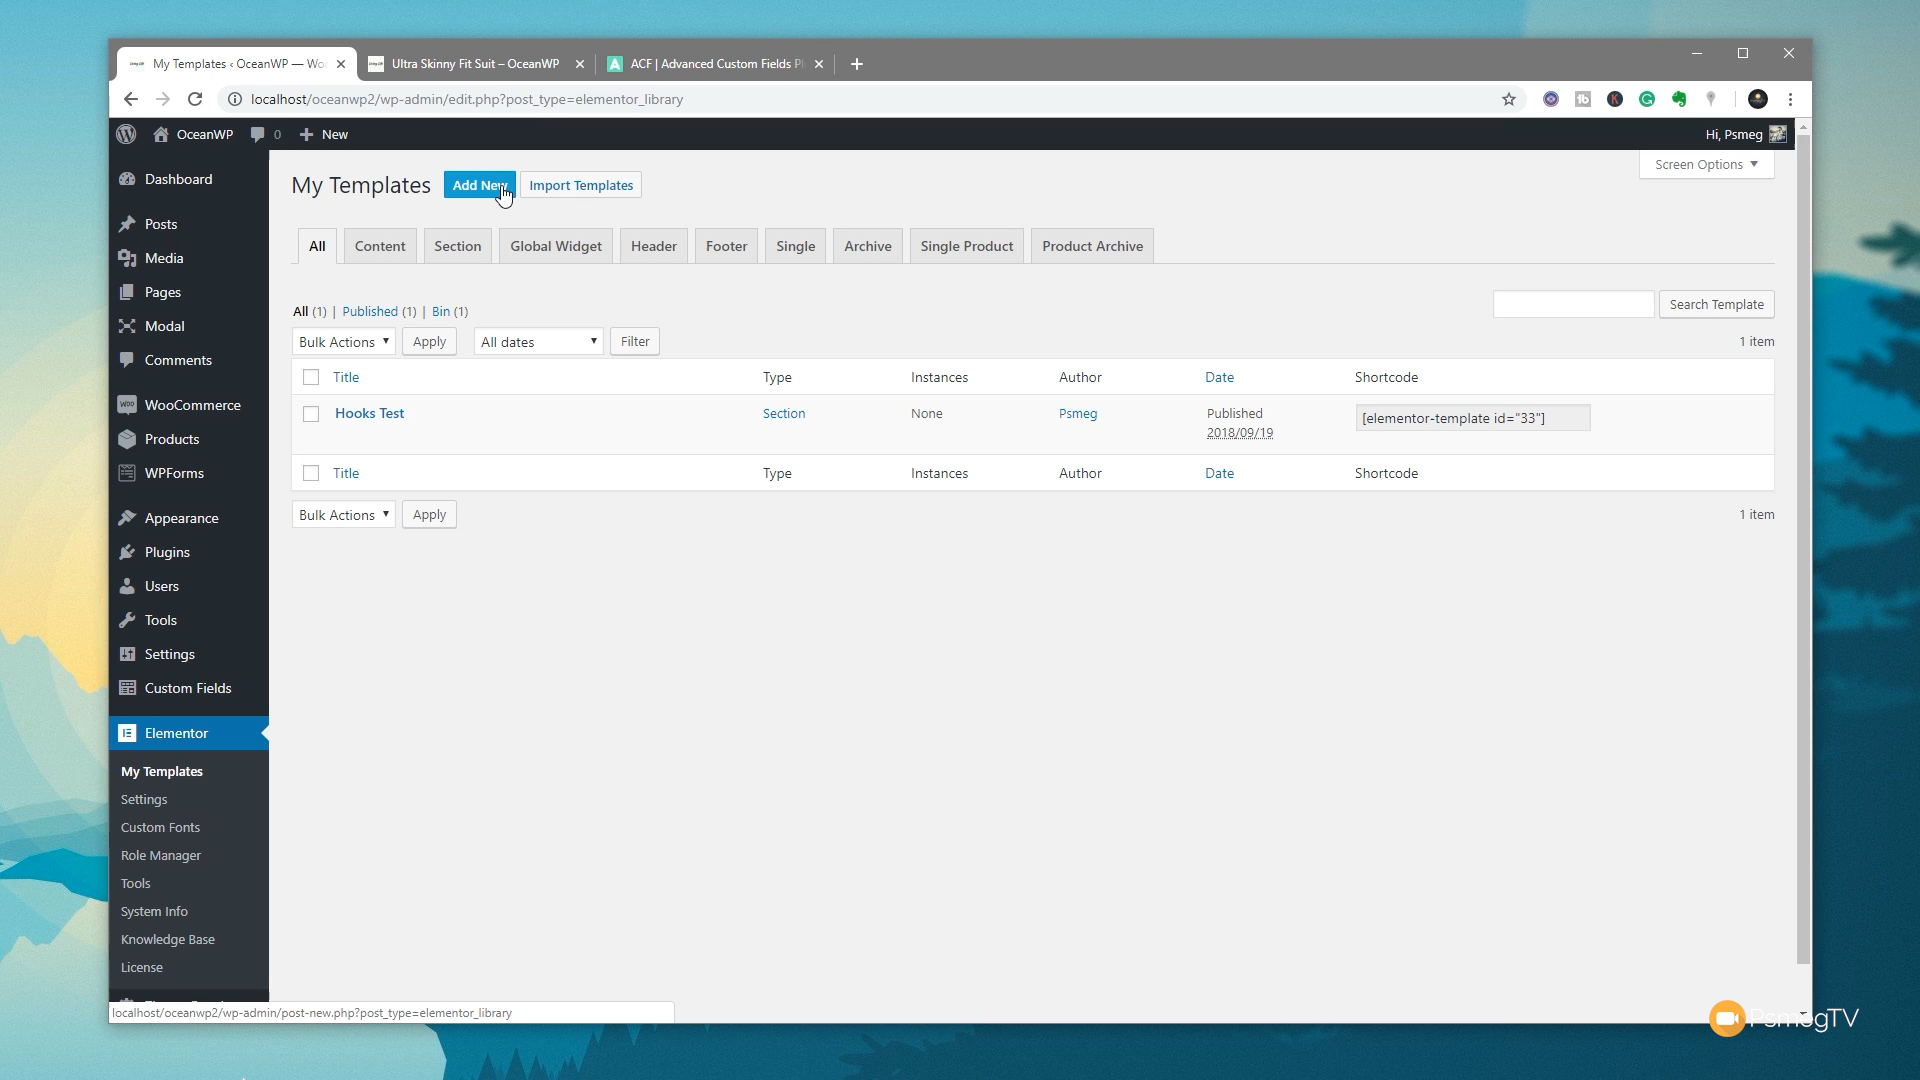 My Templates ‹ OceanWP — Wo
Ultra Skinny Fit Suit – OceanWP
ACF | Advanced Custom Fields Pl
localhost/oceanwp2/wp-admin/edit.php?post_type=elementor_library
OceanWP 0 New
Hi, Psmeg
Screen Options
Dashboard
Posts
Media
Pages
Modal
Comments
WooCommerce
Products
WPForms
Appearance
Plugins
Users
Tools
Settings
Custom Fields
Elementor
My Templates
Settings
Custom Fonts
Role Manager
Tools
System Info
Knowledge Base
License
My Templates Add New Import Templates
All Content Section Global Widget Header Footer Single Archive Single Product Product Archive
All (1) | Published (1) | Bin (1)
Search Template
Bulk Actions Apply All dates Filter 1 item
Title Type Instances Author Date Shortcode
Hooks Test Section None Psmeg Published [elementor-template id="33"]
2018/09/19
Title Type Instances Author Date Shortcode
Bulk Actions Apply 1 item
localhost/oceanwp2/wp-admin/post-new.php?post_type=elementor_library
PsmegTV